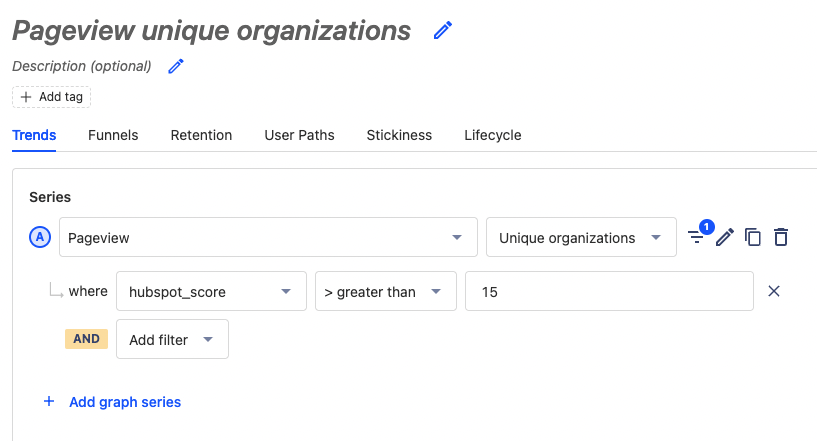 Pageview unique organizations
Description (optional)
+ Add tag
Trends Funnels Retention User Paths Stickiness Lifecycle
Series
A Pageview Unique organizations 1
where hubspot_score > greater than 15
AND Add filter
+ Add graph series